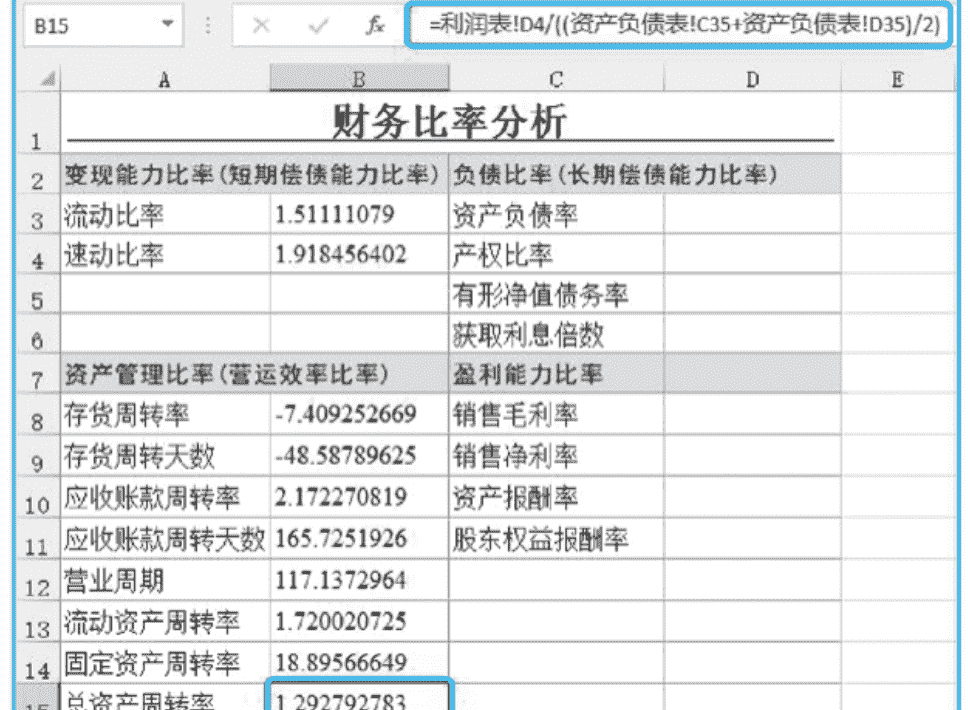 B15 fx =利润表!D4/((资产负债表!C35+资产负债表!D35)/2)
A B C D E
1 财务比率分析
2 变现能力比率(短期偿债能力比率) 负债比率(长期偿债能力比率)
3 流动比率 1.51111079 资产负债率
4 速动比率 1.918456402 产权比率
5 有形净值债务率
6 获取利息倍数
7 资产管理比率(营运效率比率) 盈利能力比率
8 存货周转率 -7.409252669 销售毛利率
9 存货周转天数 -48.58789625 销售净利率
10 应收账款周转率 2.172270819 资产报酬率
11 应收账款周转天数 165.7251926 股东权益报酬率
12 营业周期 117.1372964
13 流动资产周转率 1.720020725
14 固定资产周转率 18.89566649
15 总资产周转率 1.292792783